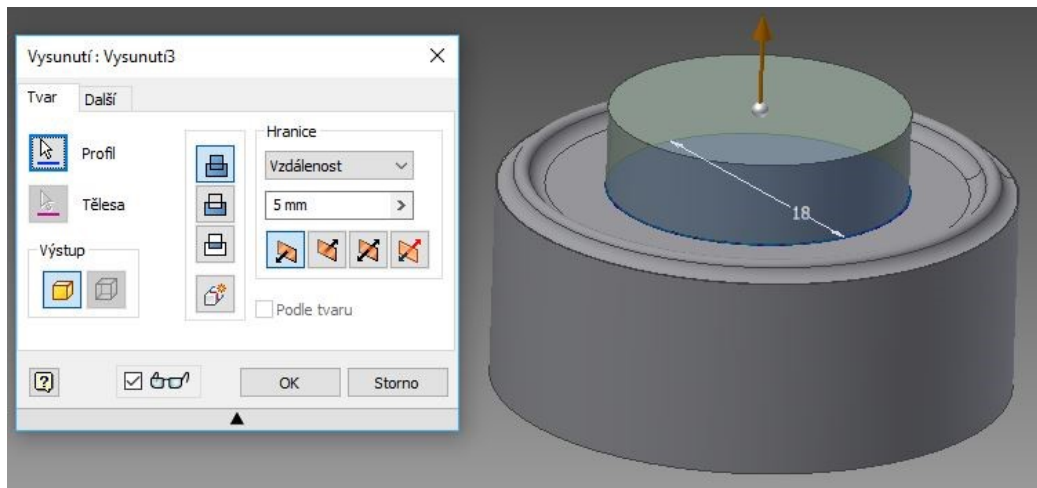 Vysunutí : Vysunutí3
Tvar
Další
Profil
Tělesa
Výstup
Hranice
Vzdálenost
5 mm
Podle tvaru
OK
Storno
18